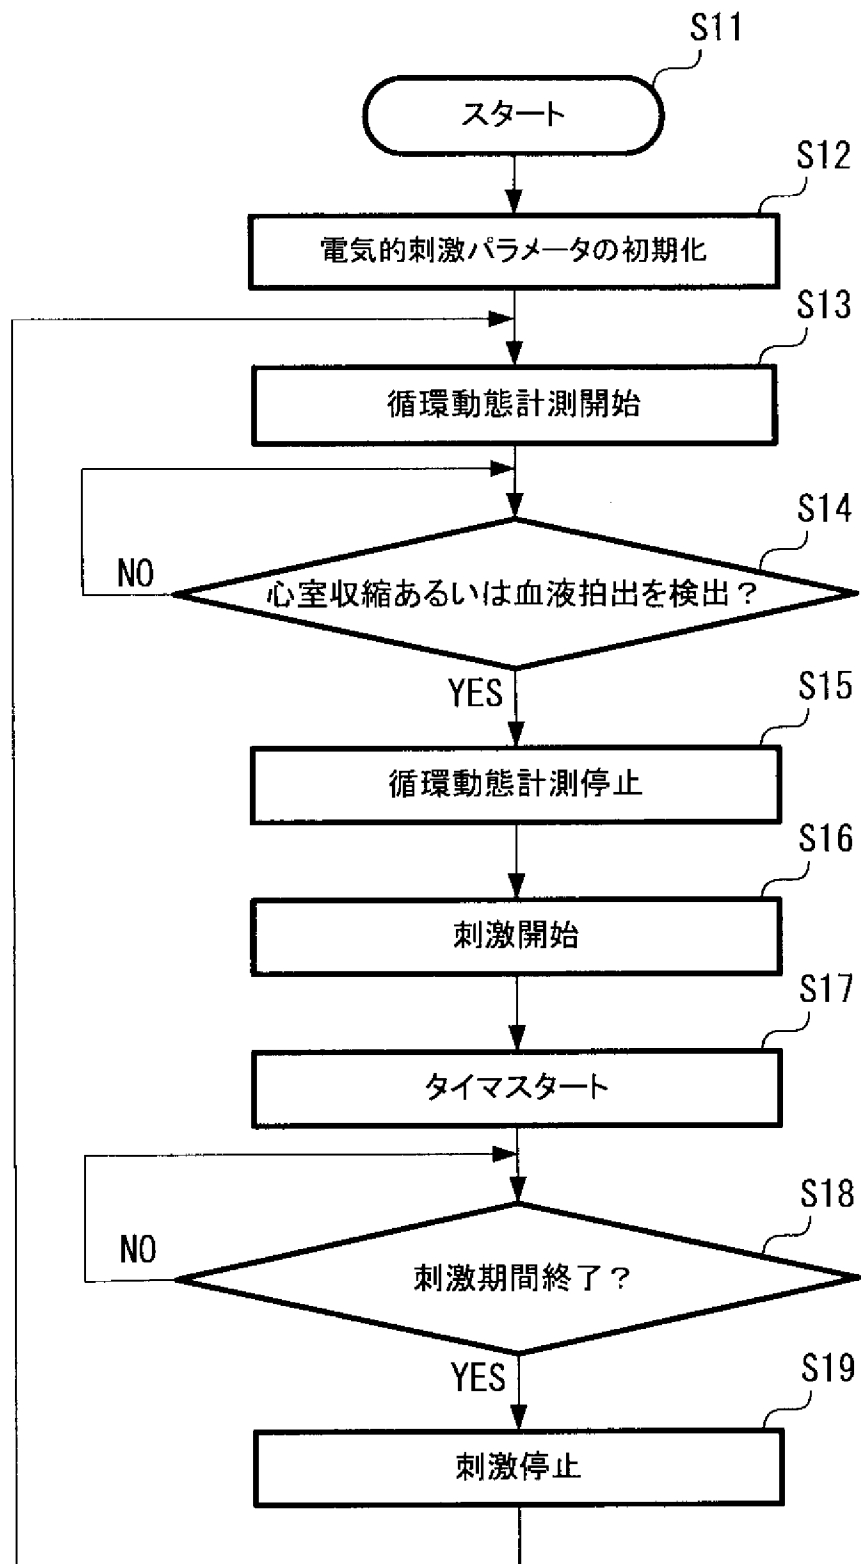 S11
スタート
S12
電気的刺激パラメータの初期化
S13
循環動態計測開始
S14
NO
心室収縮あるいは血液拍出を検出？
YES
S15
循環動態計測停止
S16
刺激開始
S17
タイマスタート
S18
NO
刺激期間終了？
YES
S19
刺激停止